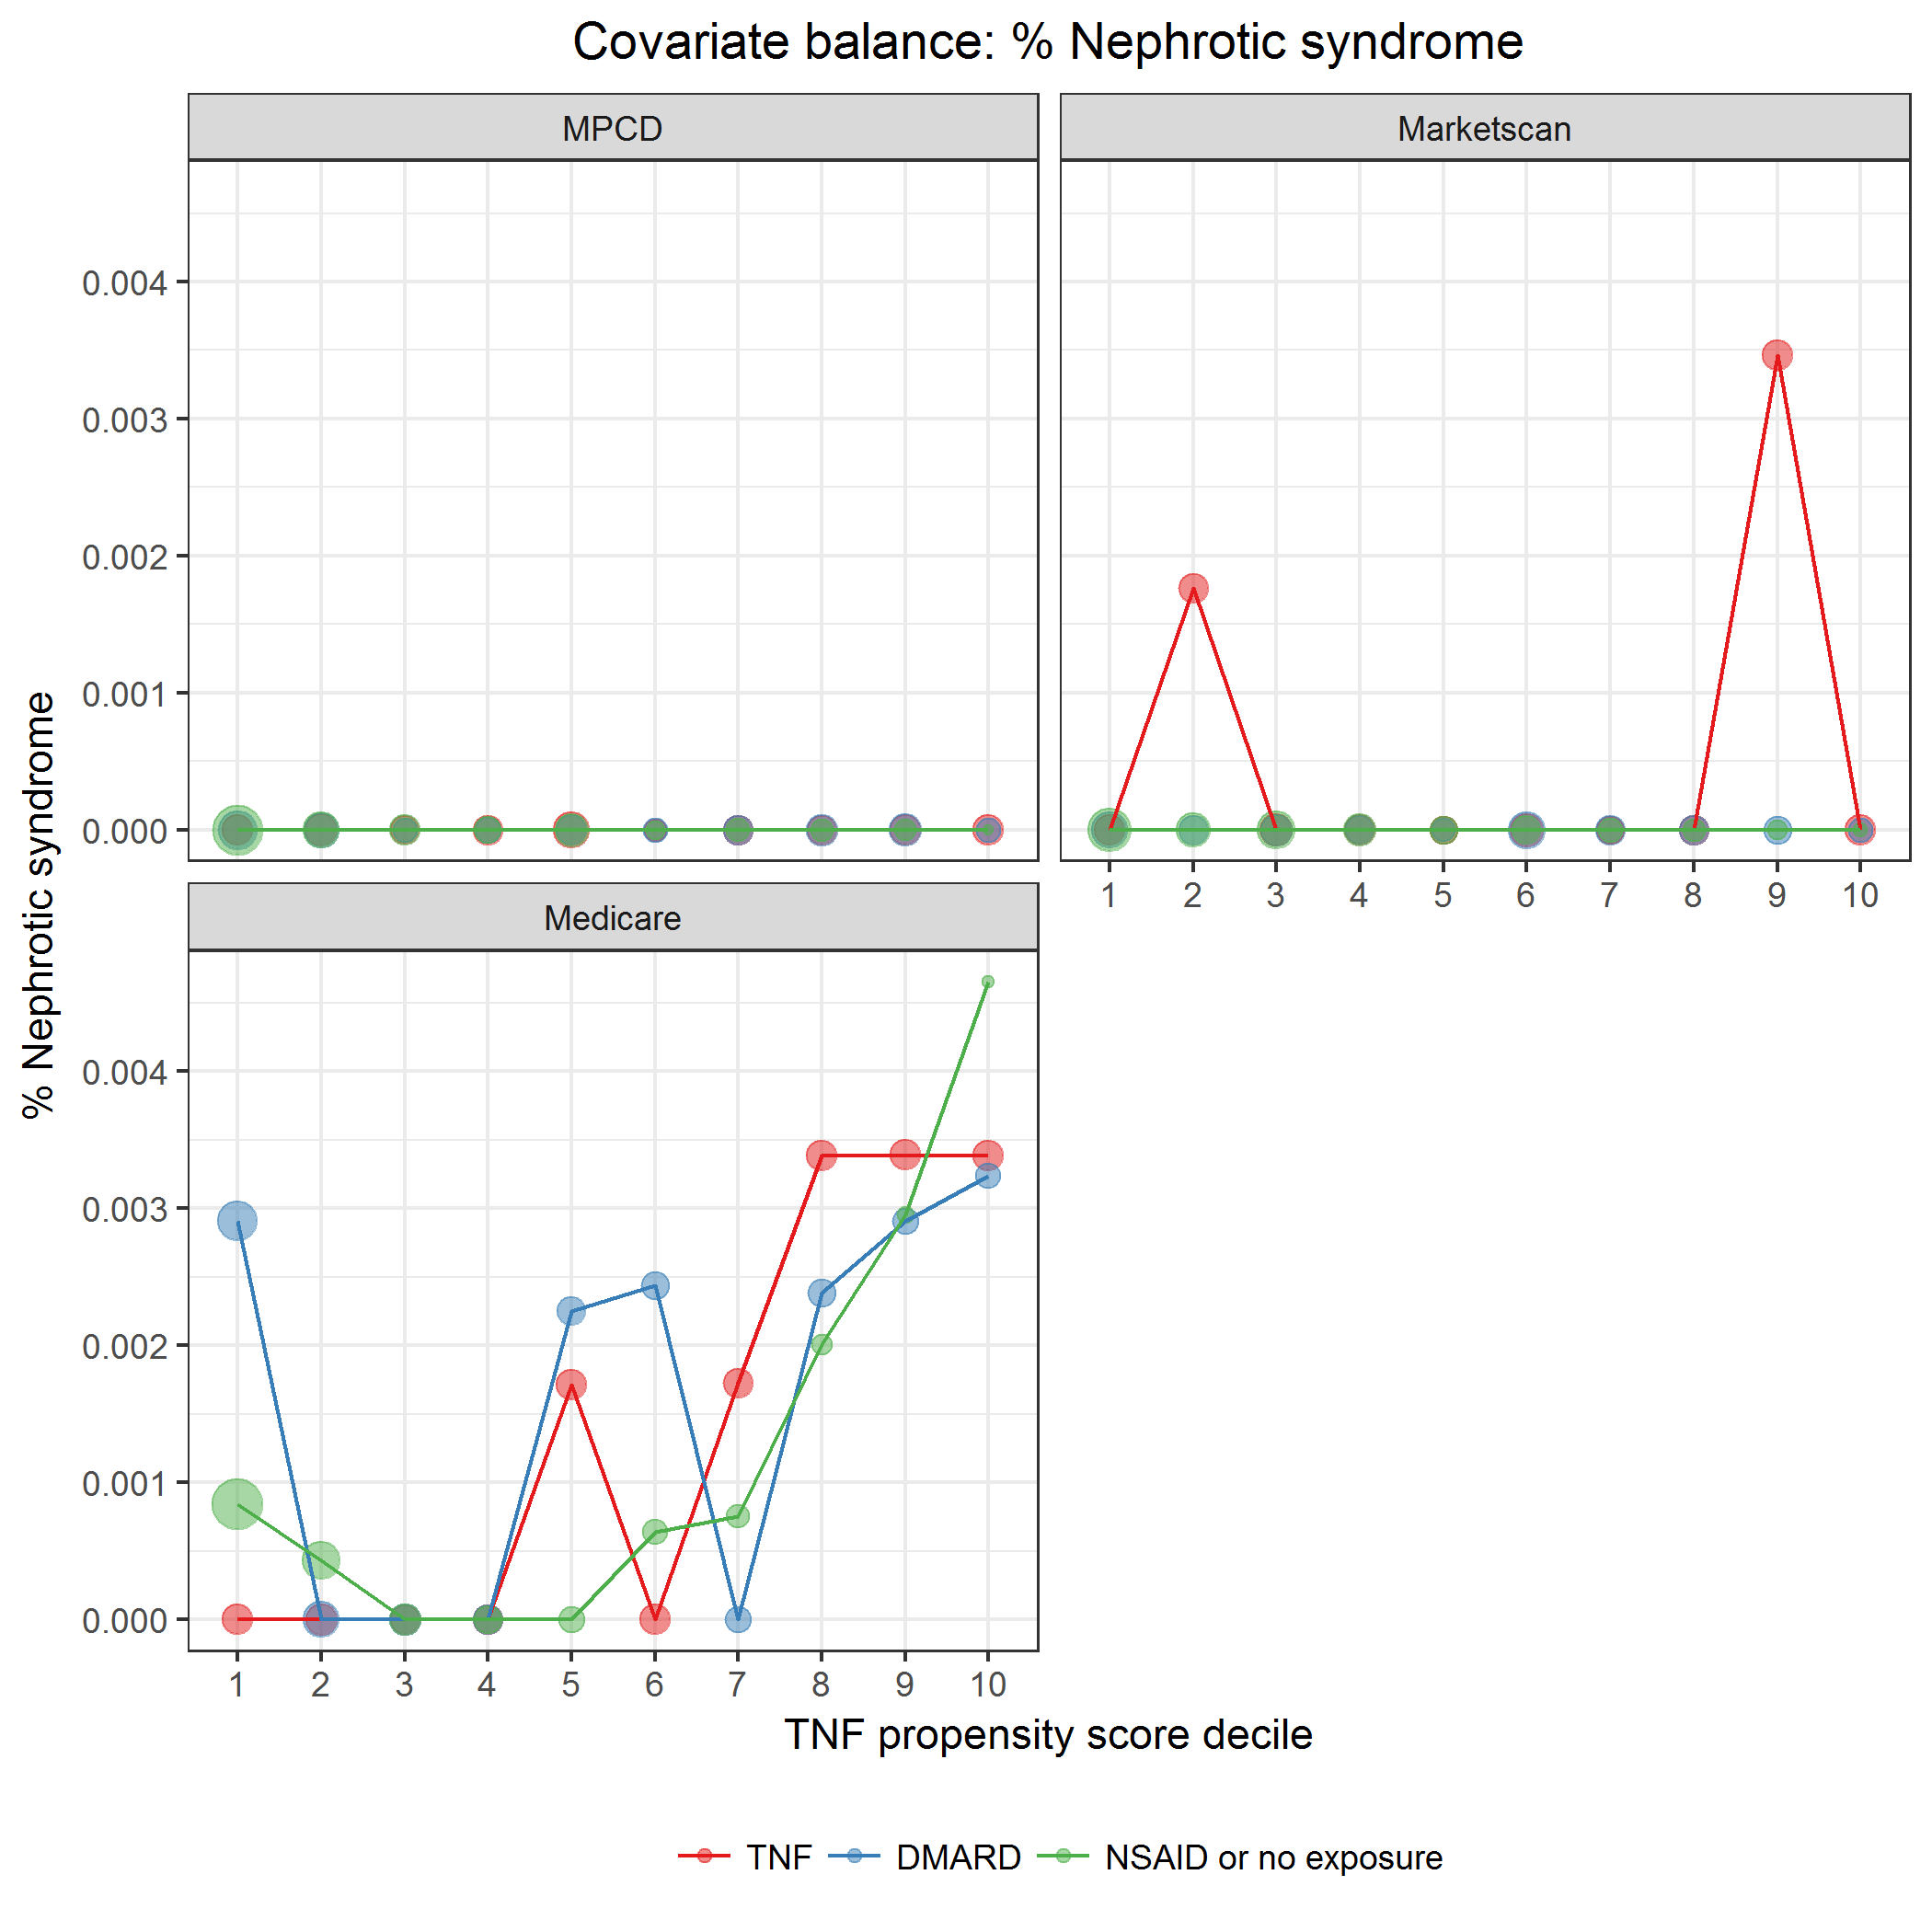 Covariate balance: % Nephrotic syndrome
MPCD
Marketscan
0.004
0.003
0.002
0.001
0.000
1 2 3 4 5 6 7 8 9 10
Medicare
0.004
0.003
0.002
0.001
0.000
1 2 3 4 5 6 7 8 9 10
% Nephrotic syndrome
TNF propensity score decile
TNF DMARD NSAID or no exposure